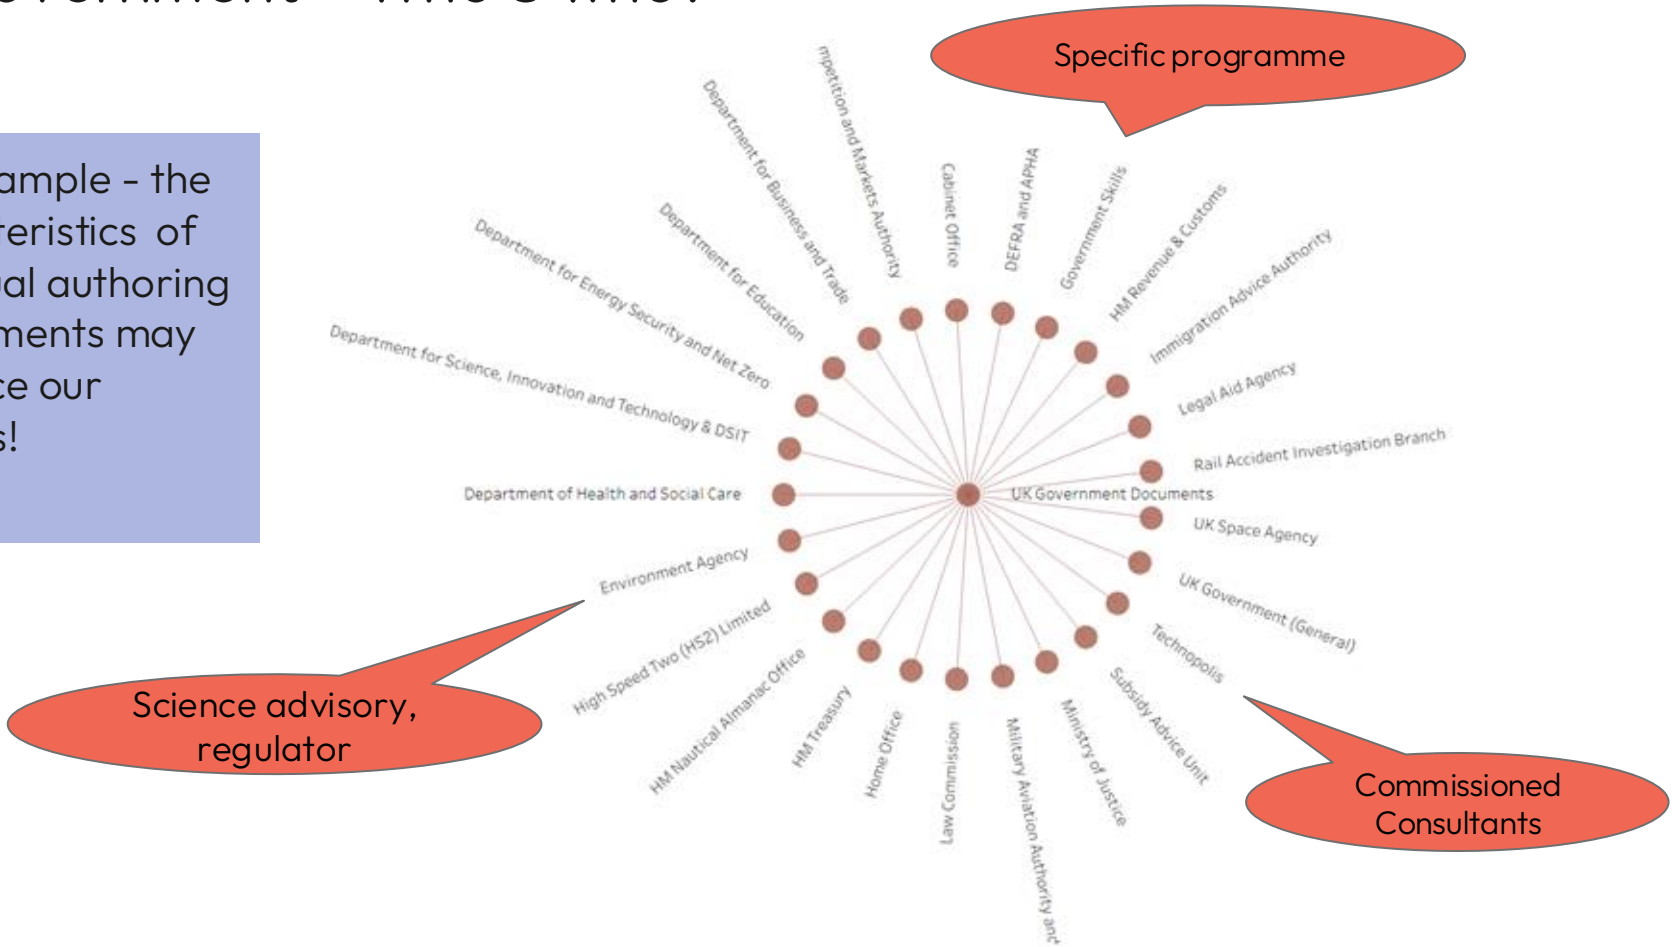 Specific programme
ample - the
teristics of
ual authoring
ments may
ce our
s!
mpetition and Markets Authority
Department for Business and Trade
Department for Education
Department for Energy Security and Net Zero
Department for Science, Innovation and Technology & DSIT
Department of Health and Social Care
Environment Agency
High Speed Two (HS2) Limited
HM Nautical Almanac Office
HM Treasury
Home Office
Law Commission
Military Aviation Authority and
Ministry of Justice
Subsidy Advice Unit
Technopolis
UK Government (General)
UK Space Agency
UK Government Documents
Rail Accident Investigation Branch
Legal Aid Agency
Immigration Advice Authority
HM Revenue & Customs
Government Skills
DEFRA and APHA
Cabinet Office
Science advisory,
regulator
Commissioned
Consultants